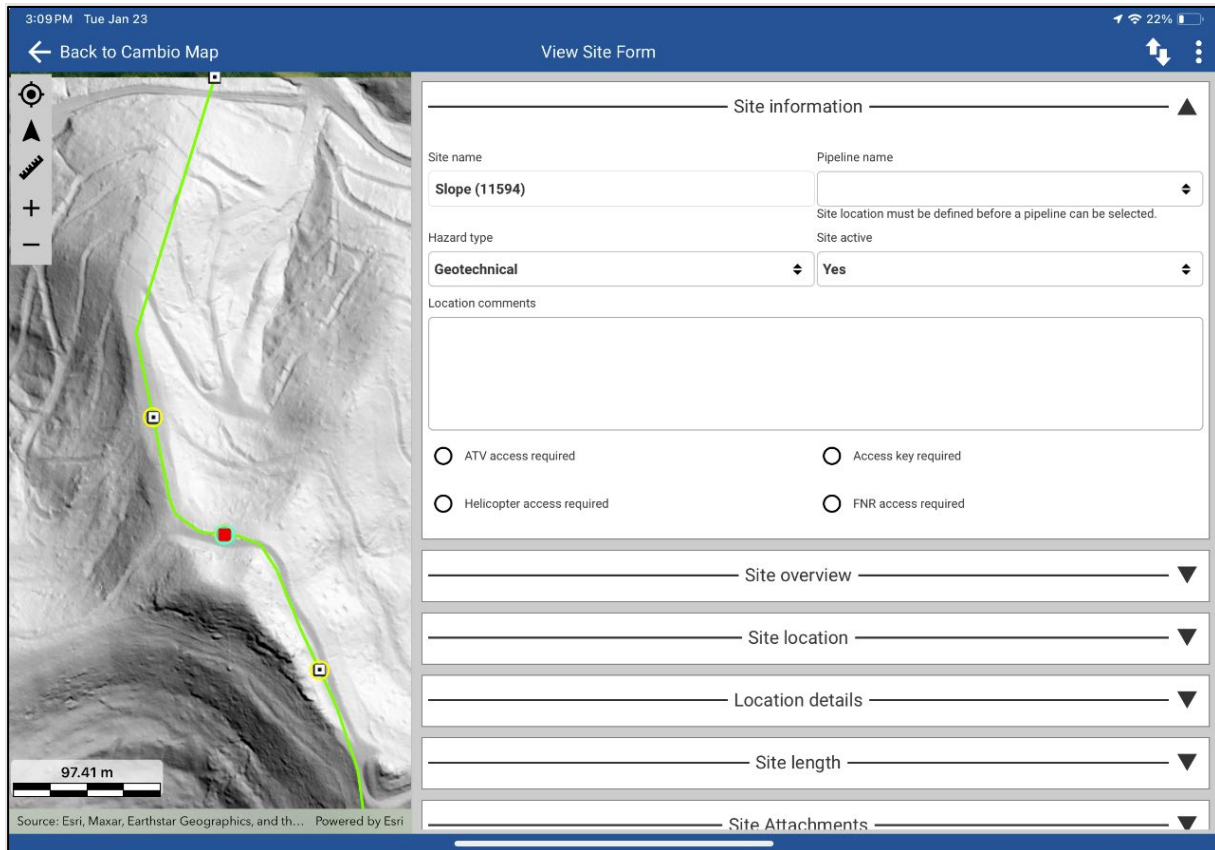 3:09 PM Tue Jan 23
22%
Back to Cambio Map
View Site Form
Site information
Site name
Pipeline name
Slope (11594)
Site location must be defined before a pipeline can be selected.
Hazard type
Site active
Geotechnical
Yes
Location comments
ATV access required
Access key required
Helicopter access required
FNR access required
Site overview
Site location
Location details
Site length
Site Attachments
97.41 m
Source: Esri, Maxar, Earthstar Geographics, and th...
Powered by Esri